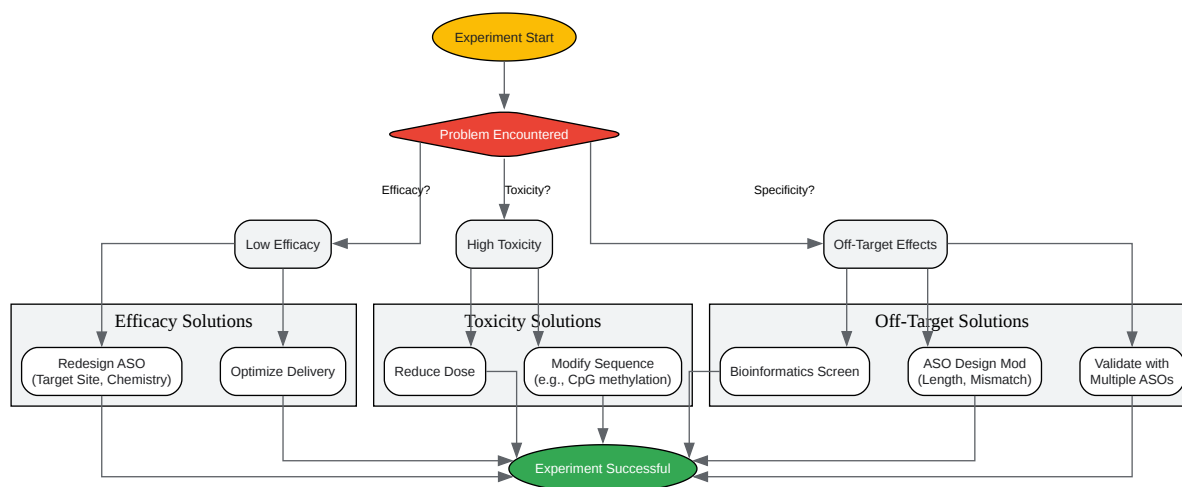 Experiment Start
Problem Encountered
Efficacy?
Toxicity?
Specificity?
Low Efficacy
High Toxicity
Off-Target Effects
Efficacy Solutions
Toxicity Solutions
Off-Target Solutions
Redesign ASO
(Target Site, Chemistry)
Optimize Delivery
Reduce Dose
Modify Sequence
(e.g., CpG methylation)
Bioinformatics Screen
ASO Design Mod
(Length, Mismatch)
Validate with
Multiple ASOs
Experiment Successful